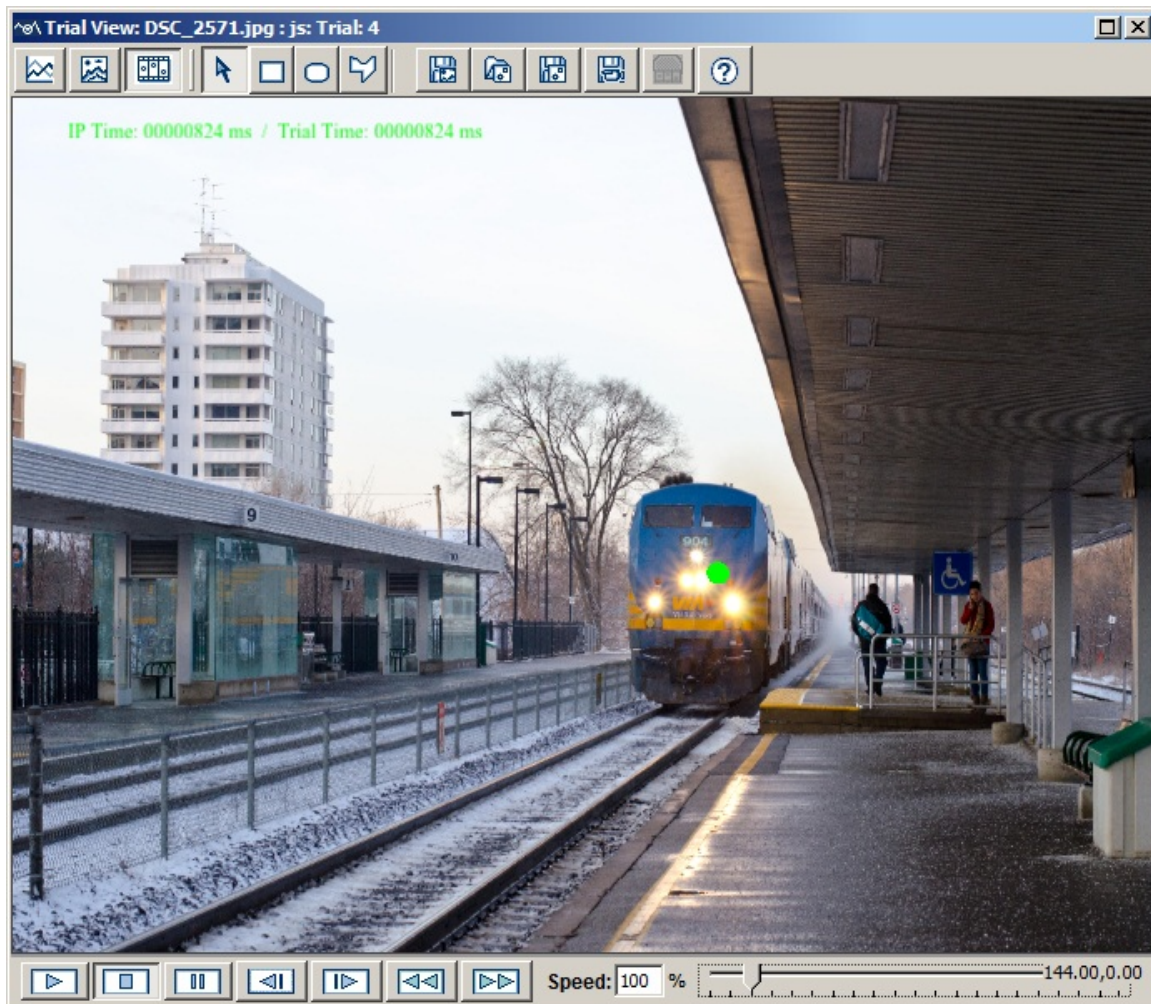 Trial View: DSC_2571.jpg : js: Trial: 4
IP Time: 00000824 ms / Trial Time: 00000824 ms
9
10
904
Speed: 100 %
144.00,0.00